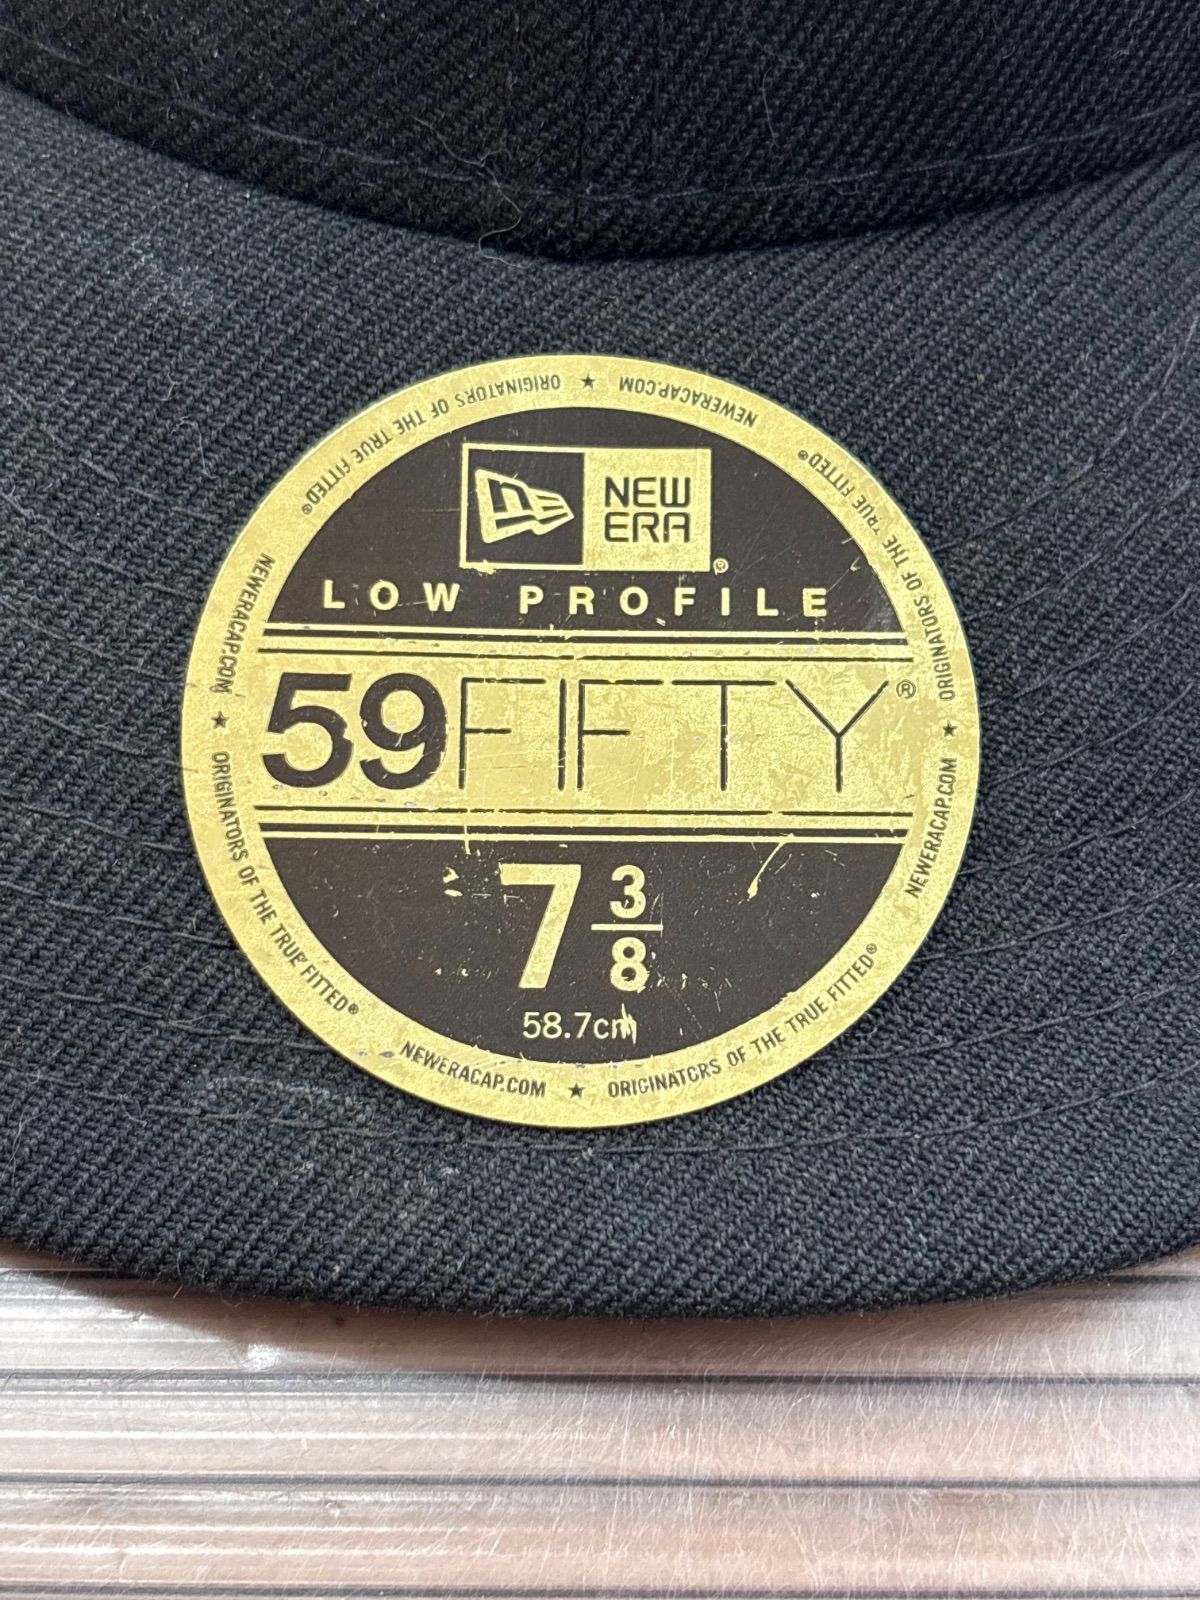 NEW
ERA
®
LOW PROFILE
59FIFTY®
7 3/8
58.7cm
ORIGINATORS OF THE TRUE FITTED®
NEWERACAP.COM ★ ORIGINATORS OF THE TRUE FITTED®
NEWERACAP.COM ★ ORIGINATORS OF THE TRUE FITTED®
NEWERACAP.COM ★ ORIGINATORS OF THE TRUE FITTED®
NEWERACAP.COM ★